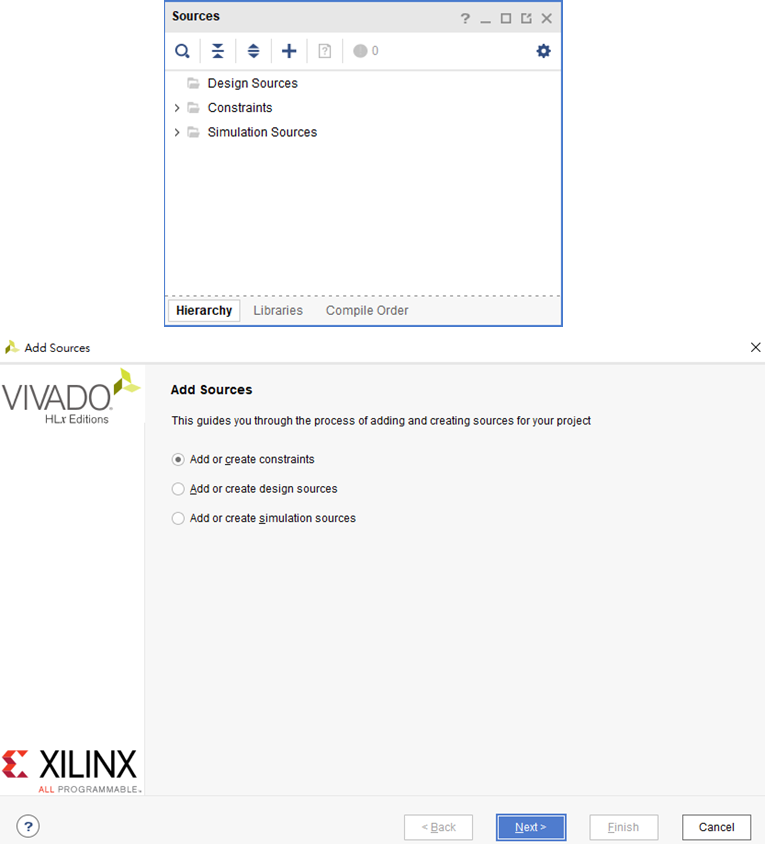 Sources
? 
? 0
Design Sources
Constraints
Simulation Sources
Hierarchy Libraries Compile Order
Add Sources
VIVADO.
HLx Editions
Add Sources
This guides you through the process of adding and creating sources for your project
Add or create constraints
Add or create design sources
Add or create simulation sources
XILINX
ALL PROGRAMMABLE.
? < Back Next > Finish Cancel